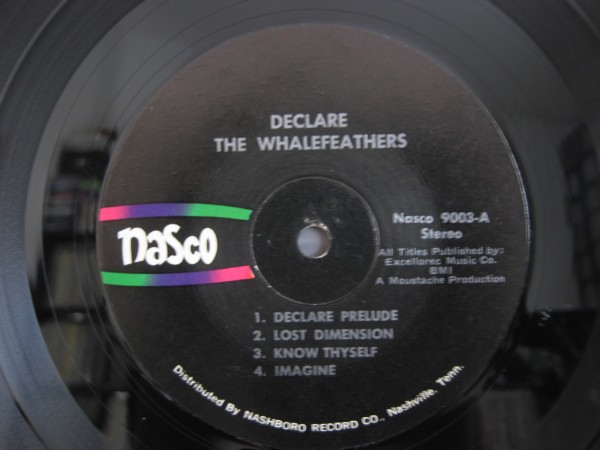 DECLARE
THE WHALEFEATHERS
nasco
Nasco 9003-A
Stereo
All Titles Published by:
Excellorec Music Co.
BMI
A Moustache Production
1. DECLARE PRELUDE
2. LOST DIMENSION
3. KNOW THYSELF
4. IMAGINE
Distributed By NASHBORO RECORD CO., Nashville, Tenn.